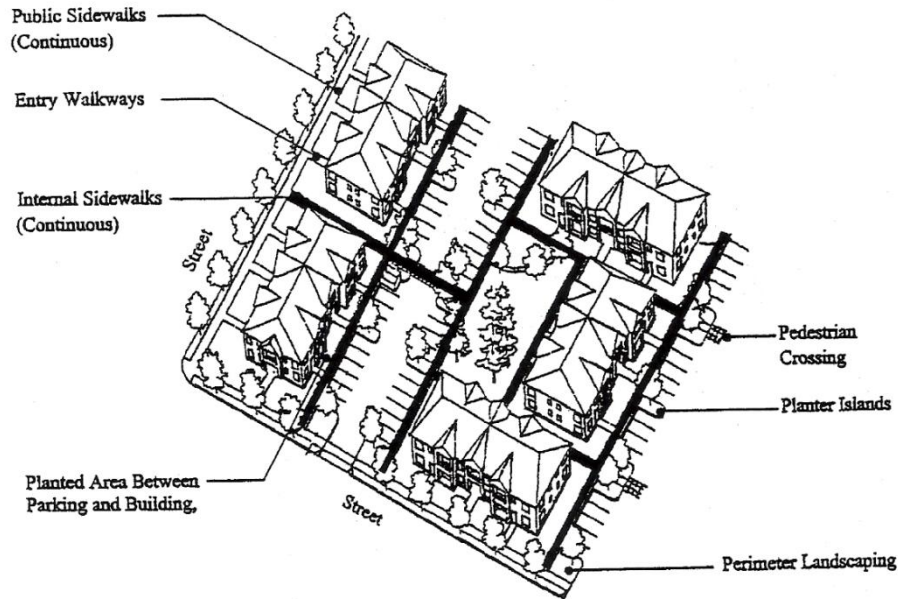 Public Sidewalks
(Continuous)
Entry Walkways
Internal Sidewalks
(Continuous)
Street
Pedestrian
Crossing
Planter Islands
Planted Area Between
Parking and Building,
Street
Perimeter Landscaping